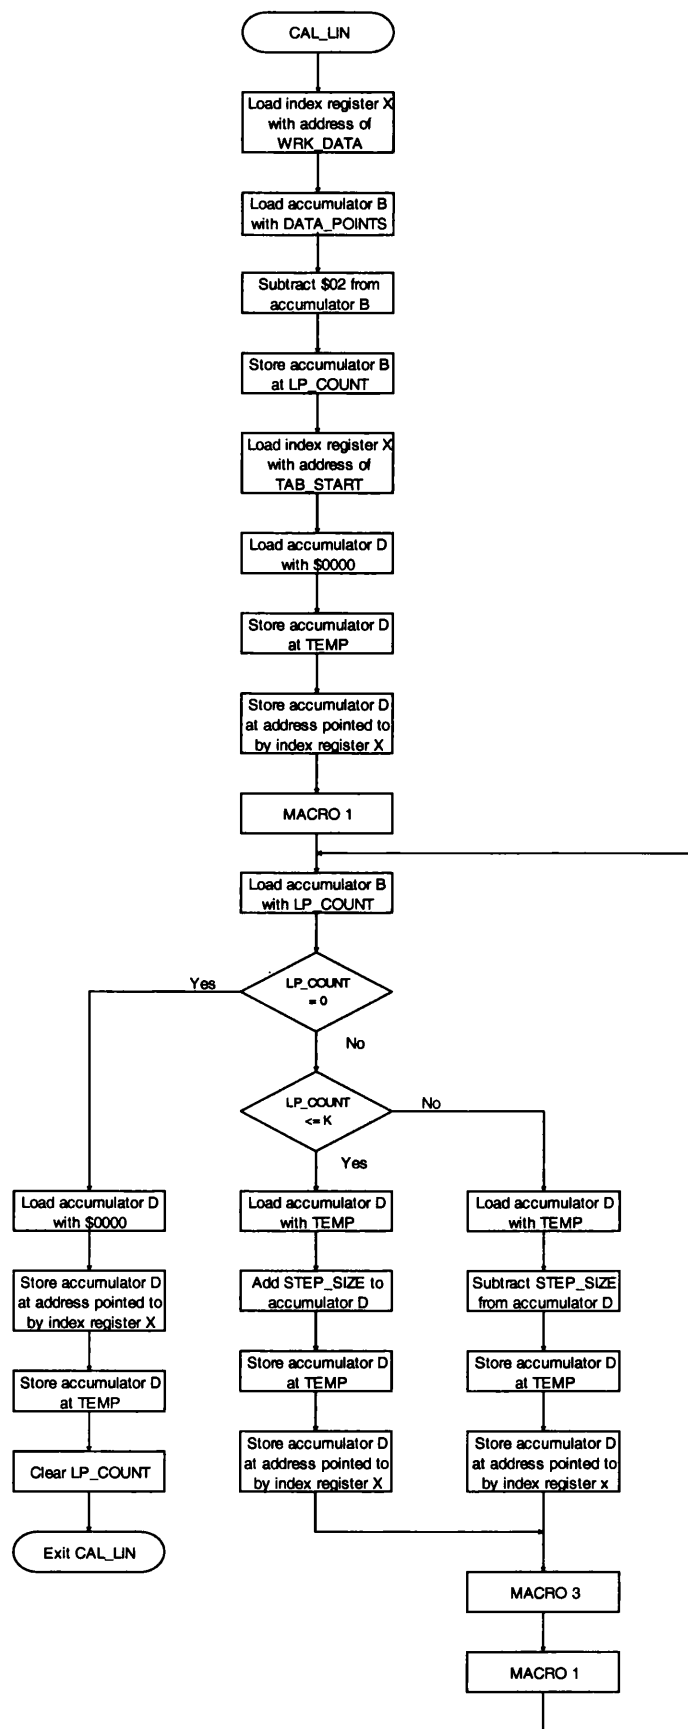 CAL_LIN
Load index register X
with address of
WRK_DATA
Load accumulator B
with DATA_POINTS
Subtract $02 from
accumulator B
Store accumulator B
at LP_COUNT
Load index register X
with address of
TAB_START
Load accumulator D
with $0000
Store accumulator D
at TEMP
Store accumulator D
at address pointed to
by index register X
MACRO 1
Load accumulator B
with LP_COUNT
LP_COUNT
= 0
Yes
No
LP_COUNT
<= K
No
Yes
Load accumulator D
with $0000
Store accumulator D
at address pointed to
by index register X
Store accumulator D
at TEMP
Clear LP_COUNT
Exit CAL_LIN
Load accumulator D
with TEMP
Add STEP_SIZE to
accumulator D
Store accumulator D
at TEMP
Store accumulator D
at address pointed to
by index register X
Load accumulator D
with TEMP
Subtract STEP_SIZE
from accumulator D
Store accumulator D
at TEMP
Store accumulator D
at address pointed to
by index register x
MACRO 3
MACRO 1